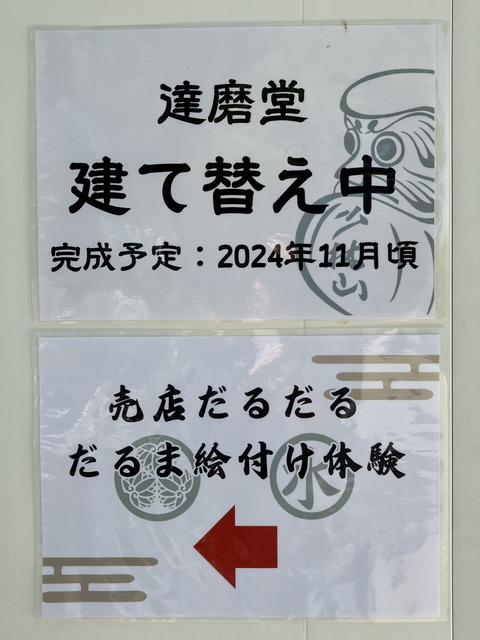 達磨堂
建て替え中
完成予定：2024年11月頃
売店だるだる
だるま絵付け体験
水